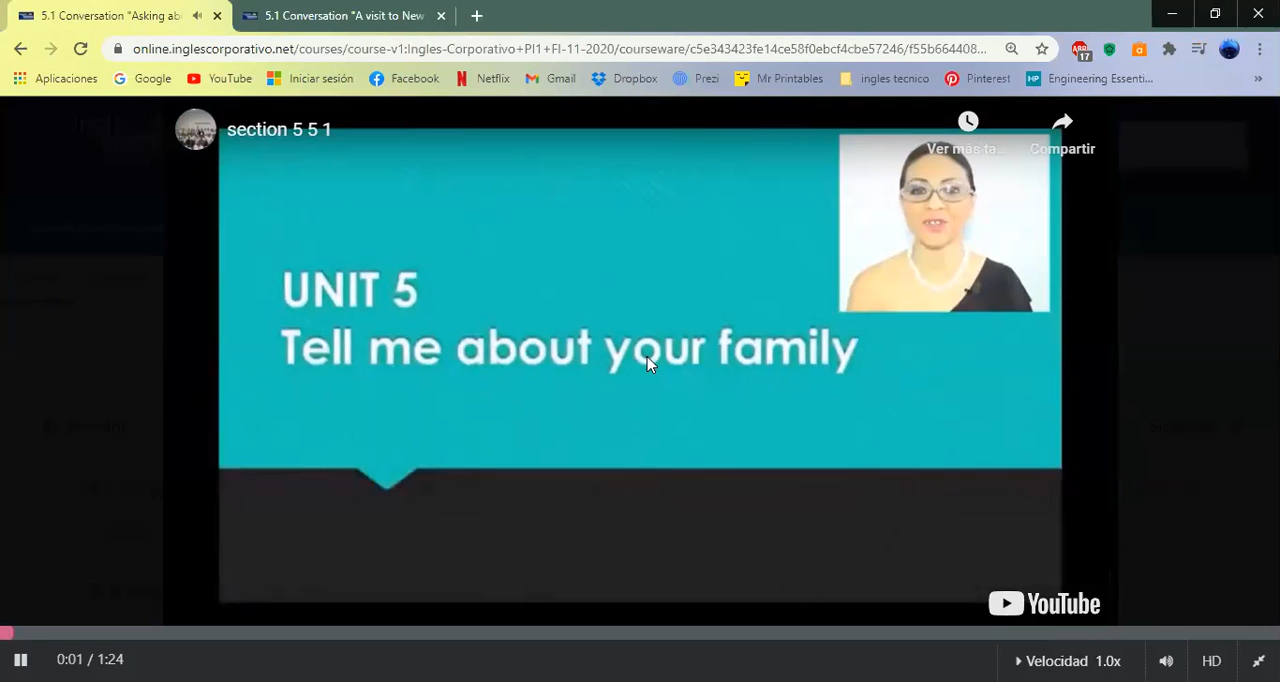 5.1 Conversation "Asking abo
5.1 Conversation "A visit to New
online.inglescorporativo.net/courses/course-v1:Ingles-Corporativo+PI1+FI-11-2020/courseware/c5e343423fe14ce58f0ebcf4cbe57246/f55b664408...
17
Aplicaciones
Google
YouTube
Iniciar sesión
Facebook
Netflix
Gmail
Dropbox
Prezi
Mr Printables
ingles tecnico
Pinterest
HP
Engineering Essenti...
»
section 5 5 1
Ver más ta...
Compartir
UNIT 5
Tell me about your family
YouTube
0:01 / 1:24
Velocidad 1.0x
HD